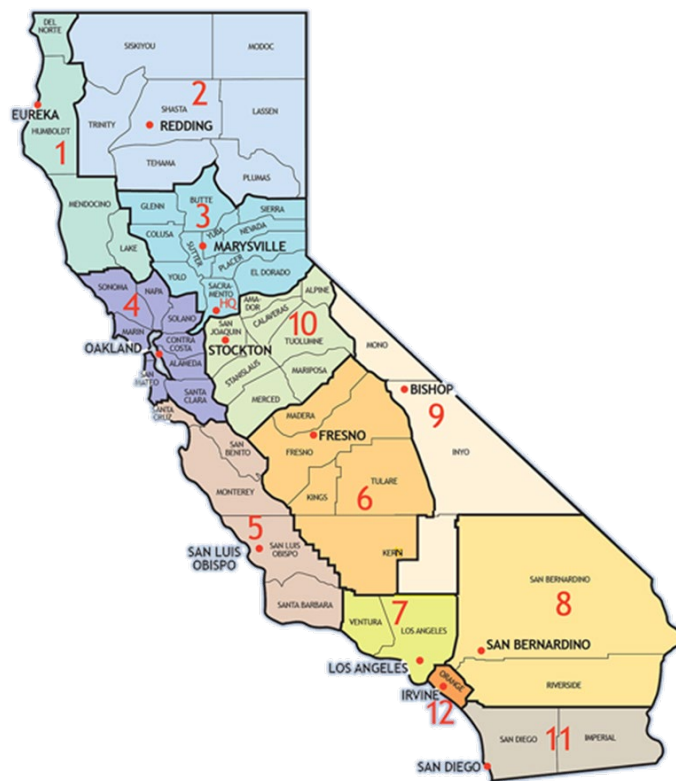 DEL
NORTE
SISKIYOU
MODOC
2
SHASTA
LASSEN
EUREKA
TRINITY
REDDING
HUMBOLDT
1
TEHAMA
PLUMAS
MENDOCINO
GLENN
BUTTE
3
SIERRA
COLUSA
YUBA
NEVADA
LAKE
SUTTER
MARYSVILLE
PLACER
YOLO
EL DORADO
SONOMA
NAPA
SACRA-
MENTO
ALPINE
4
HQ
AMA-
DOR
SOLANO
CALAVERAS
MARIN
SAN
JOAQUIN
10
CONTRA
COSTA
TUOLUMNE
MONO
OAKLAND
STOCKTON
ALAMEDA
SAN
MATEO
STANISLAUS
MARIPOSA
SANTA
CLARA
MERCED
BISHOP
9
SANTA
CRUZ
MADERA
FRESNO
SAN
BENITO
FRESNO
INYO
TULARE
MONTEREY
KINGS
6
5
SAN LUIS
OBISPO
SAN LUIS
OBISPO
KERN
SAN BERNARDINO
8
SANTA BARBARA
7
VENTURA
LOS ANGELES
SAN BERNARDINO
LOS ANGELES
ORANGE
RIVERSIDE
IRVINE
12
SAN DIEGO
11
IMPERIAL
SAN DIEGO